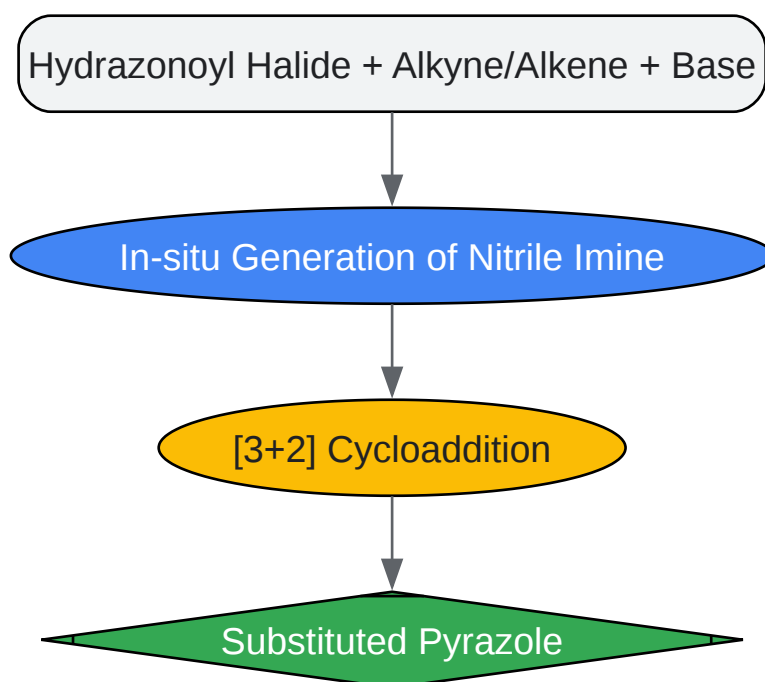 Hydrazonoyl Halide + Alkyne/Alkene + Base
In-situ Generation of Nitrile Imine
[3+2] Cycloaddition
Substituted Pyrazole